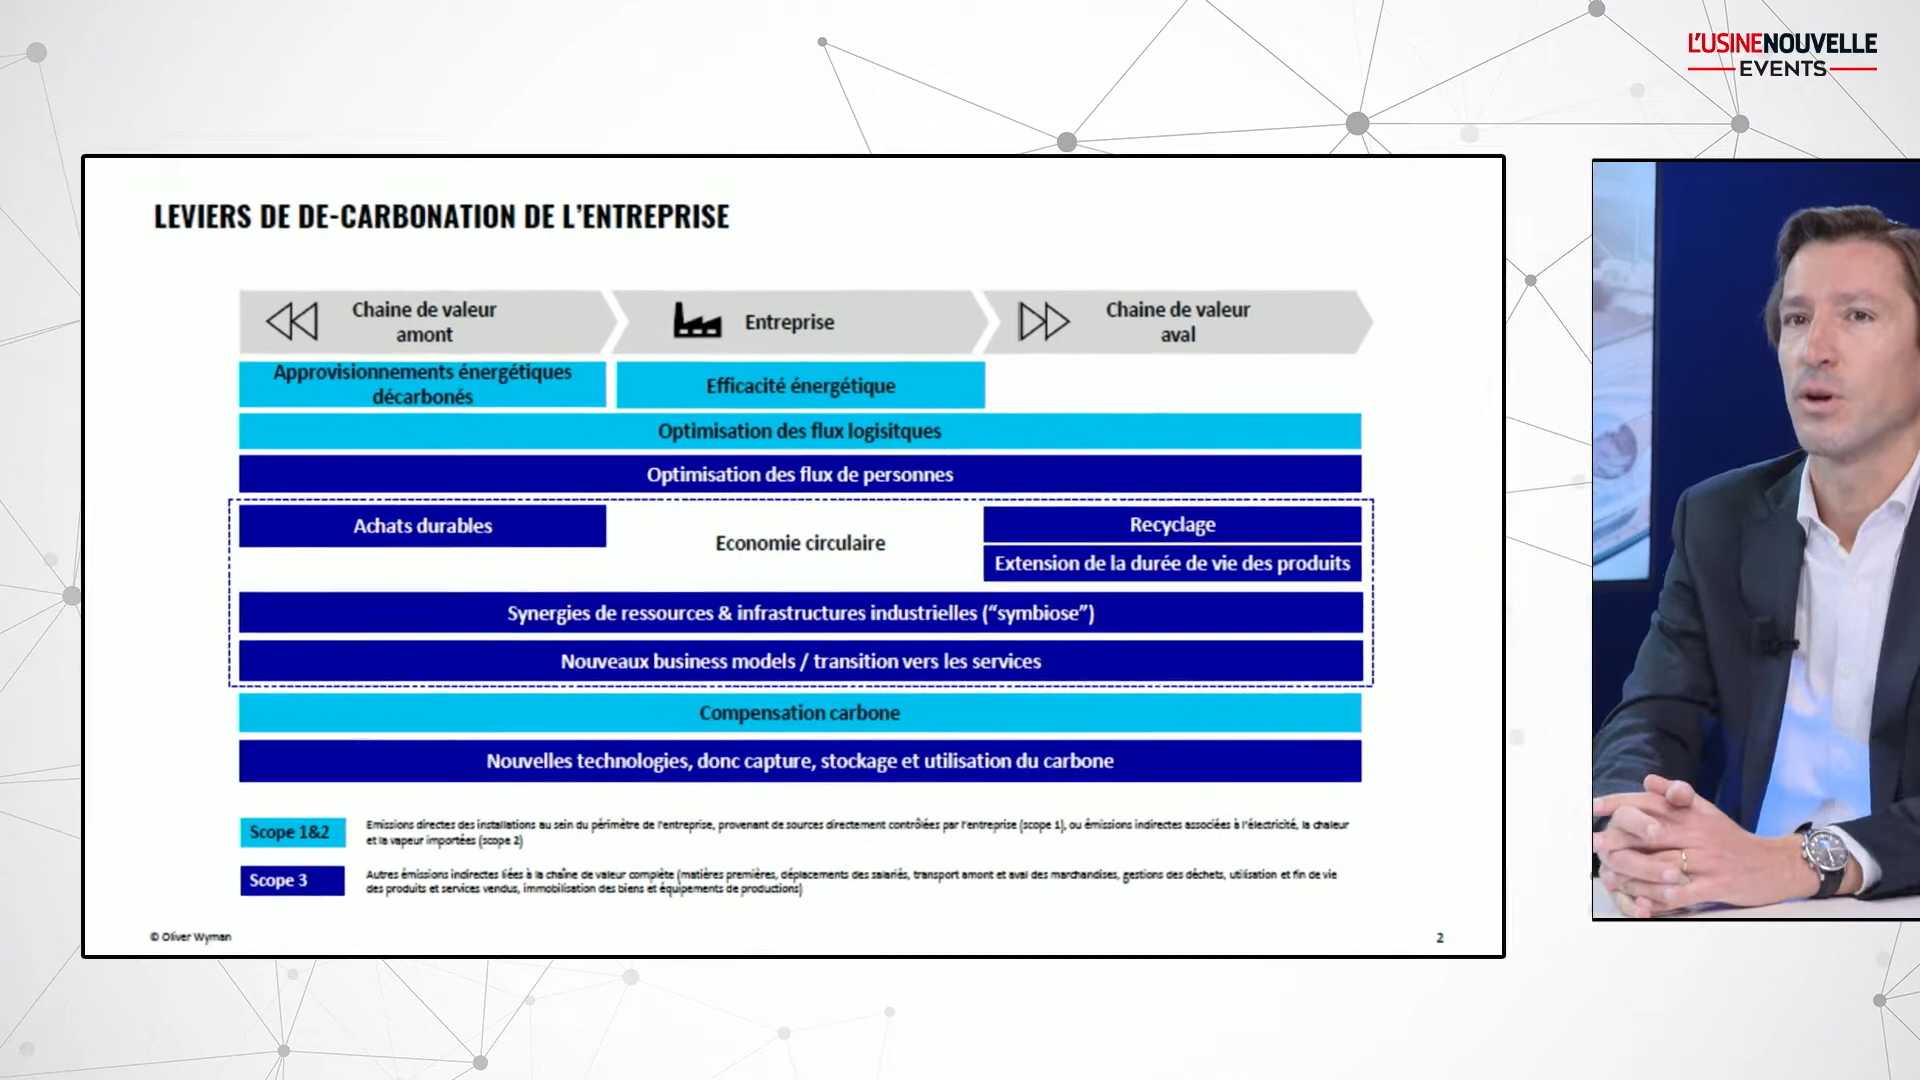 L'USINENOUVELLE
EVENTS
LEVIERS DE DE-CARBONATION DE L'ENTREPRISE
Chaine de valeur
amont
Entreprise
Chaine de valeur
aval
Approvisionnements énergétiques
décarbonés
Efficacité énergétique
Optimisation des flux logisitques
Optimisation des flux de personnes
Achats durables
Economie circulaire
Recyclage
Extension de la durée de vie des produits
Synergies de ressources & infrastructures industrielles (“symbiose”)
Nouveaux business models / transition vers les services
Compensation carbone
Nouvelles technologies, donc capture, stockage et utilisation du carbone
Scope 1&2
Emissions directes des installations au sein du périmètre de l'entreprise, provenant de sources directement contrôlées par l'entreprise (scope 1), ou émissions indirectes associées à l'électricité, la chaleur
et la vapeur importées (scope 2)
Scope 3
Autres émissions indirectes liées à la chaîne de valeur complète (matières premières, déplacements des salariés, transport amont et aval des marchandises, gestions des déchets, utilisation et fin de vie
des produits et services vendus, immobilisation des biens et équipements de productions)
© Oliver Wyman
2